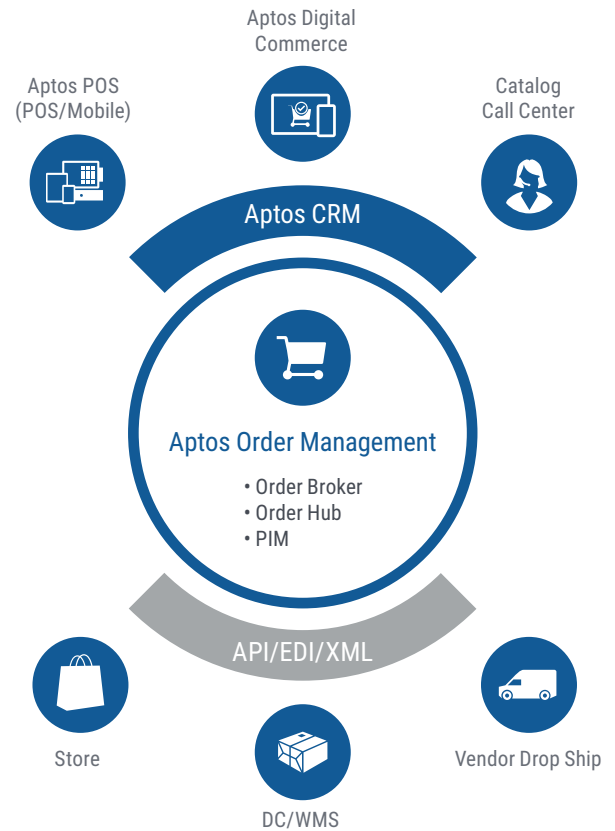 Aptos Digital
Commerce
Aptos POS
(POS/Mobile)
Catalog
Call Center
Aptos CRM
Aptos Order Management
• Order Broker
• Order Hub
• PIM
API/EDI/XML
Store
Vendor Drop Ship
DC/WMS